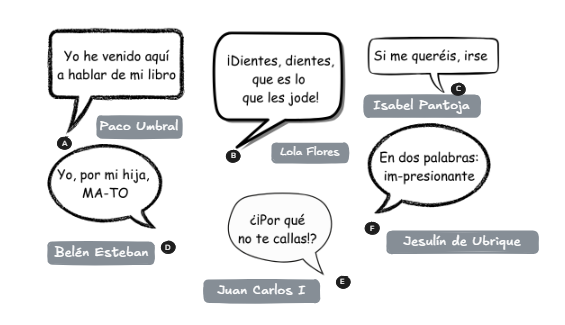 Yo he venido aquí
a hablar de mi libro
A
Paco Umbral
¡Dientes, dientes,
que es lo
que les jode!
B
Lola Flores
Si me queréis, irse
C
Isabel Pantoja
Yo, por mi hija,
MA-TO
D
Belén Esteban
¿¡Por qué
no te callas!?
E
Juan Carlos I
En dos palabras:
im-presionante
F
Jesulín de Ubrique